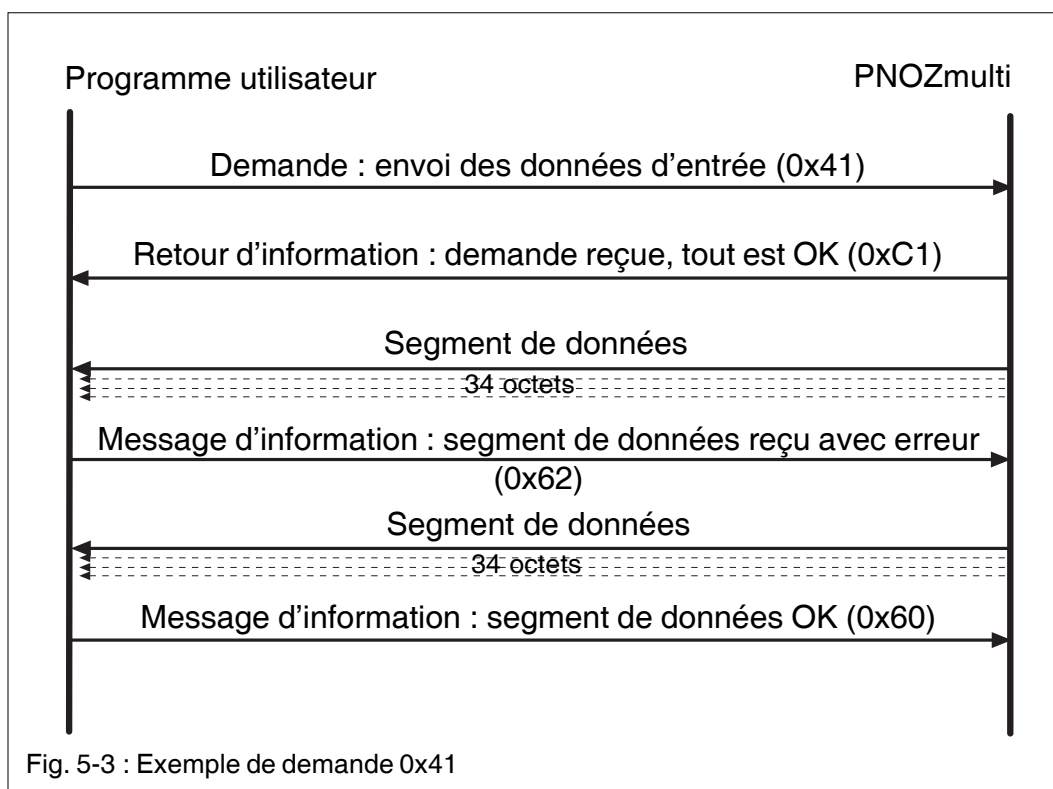 Programme utilisateur
PNOZmulti
Demande : envoi des données d'entrée (0x41)
Retour d'information : demande reçue, tout est OK (0xC1)
Segment de données
34 octets
Message d'information : segment de données reçu avec erreur
(0x62)
Segment de données
34 octets
Message d'information : segment de données OK (0x60)
Fig. 5-3 : Exemple de demande 0x41